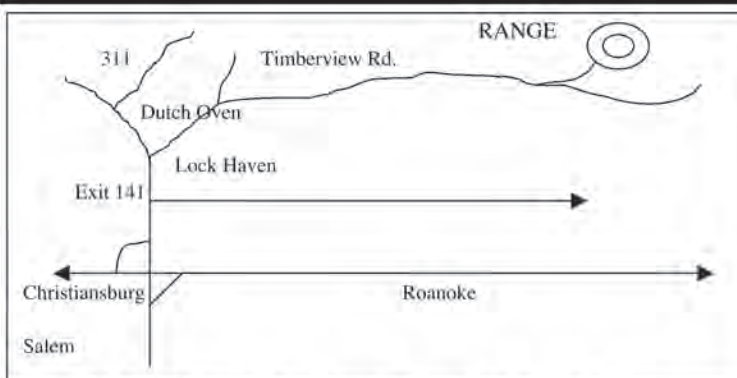 RANGE
311
Timberview Rd.
Dutch Oven
Lock Haven
Exit 141
Christiansburg
Roanoke
Salem